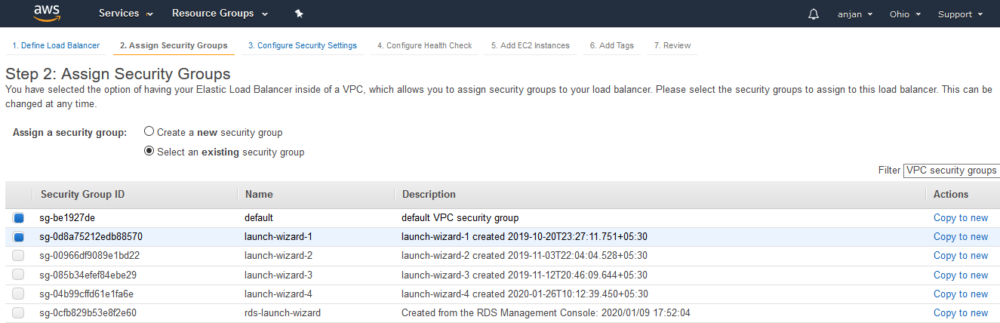 aws Services Resource Groups anjan Ohio Support
1. Define Load Balancer 2. Assign Security Groups 3. Configure Security Settings 4. Configure Health Check 5. Add EC2 Instances 6. Add Tags 7. Review
Step 2: Assign Security Groups
You have selected the option of having your Elastic Load Balancer inside of a VPC, which allows you to assign security groups to your load balancer. Please select the security groups to assign to this load balancer. This can be
changed at any time.
Assign a security group: Create a new security group
Select an existing security group
Filter VPC security groups
Security Group ID Name Description Actions
sg-be1927de default default VPC security group Copy to new
sg-0d8a75212edb88570 launch-wizard-1 launch-wizard-1 created 2019-10-20T23:27:11.751+05:30 Copy to new
sg-00966df9089e1bd22 launch-wizard-2 launch-wizard-2 created 2019-11-03T22:04:04.528+05:30 Copy to new
sg-085b34efef84ebe29 launch-wizard-3 launch-wizard-3 created 2019-11-12T20:46:09.644+05:30 Copy to new
sg-04b99cffd61e1fa6e launch-wizard-4 launch-wizard-4 created 2020-01-26T10:12:39.450+05:30 Copy to new
sg-0cfb829b53e8f2e60 rds-launch-wizard Created from the RDS Management Console: 2020/01/09 17:52:04 Copy to new